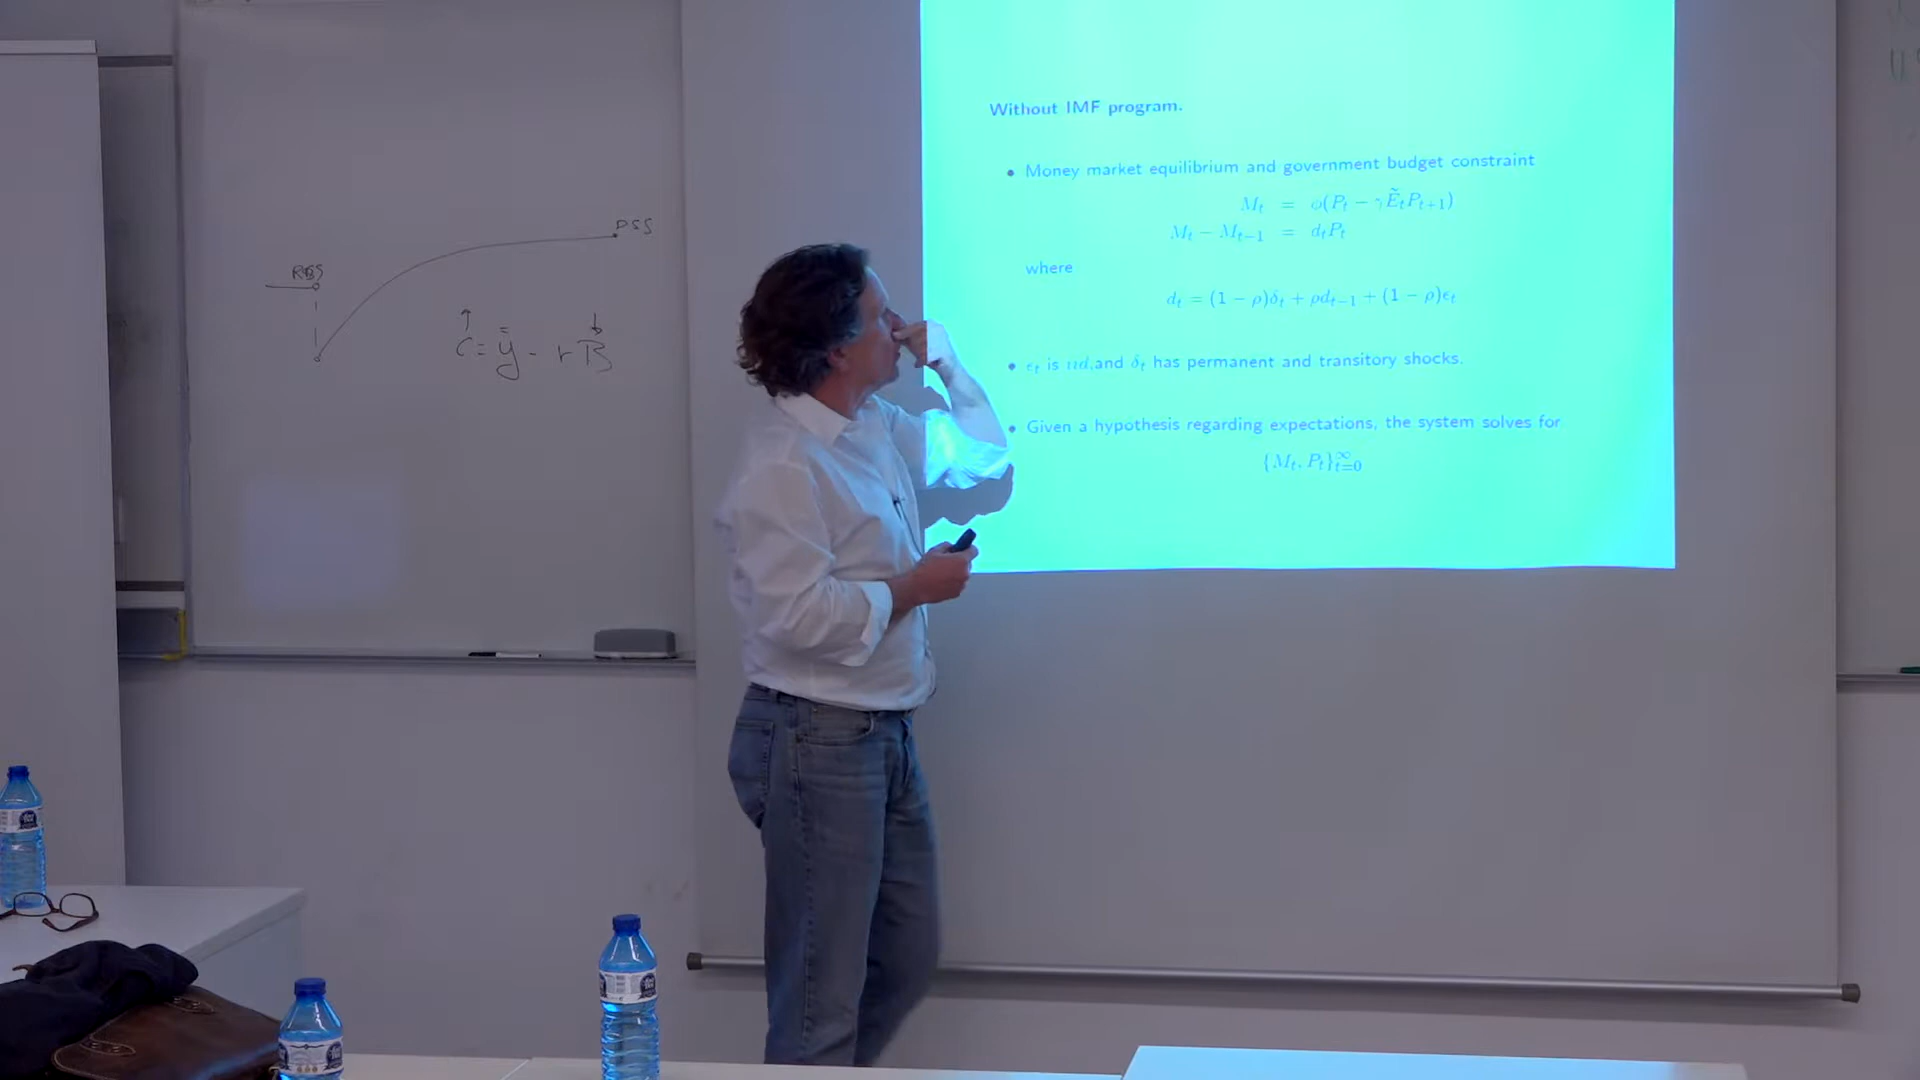 RBS
DSS
C = ȳ - r B
Without IMF program.
• Money market equilibrium and government budget constraint
M_t = φ(P_t − γẼ_tP_{t+1})
M_t − M_{t−1} = d_tP_t
where
d_t = (1 − ρ)δ_t + ρd_{t−1} + (1 − ρ)ϵ_t
• ϵ_t is iid, and δ_t has permanent and transitory shocks.
• Given a hypothesis regarding expectations, the system solves for
{M_t, P_t}_{t=0}^∞